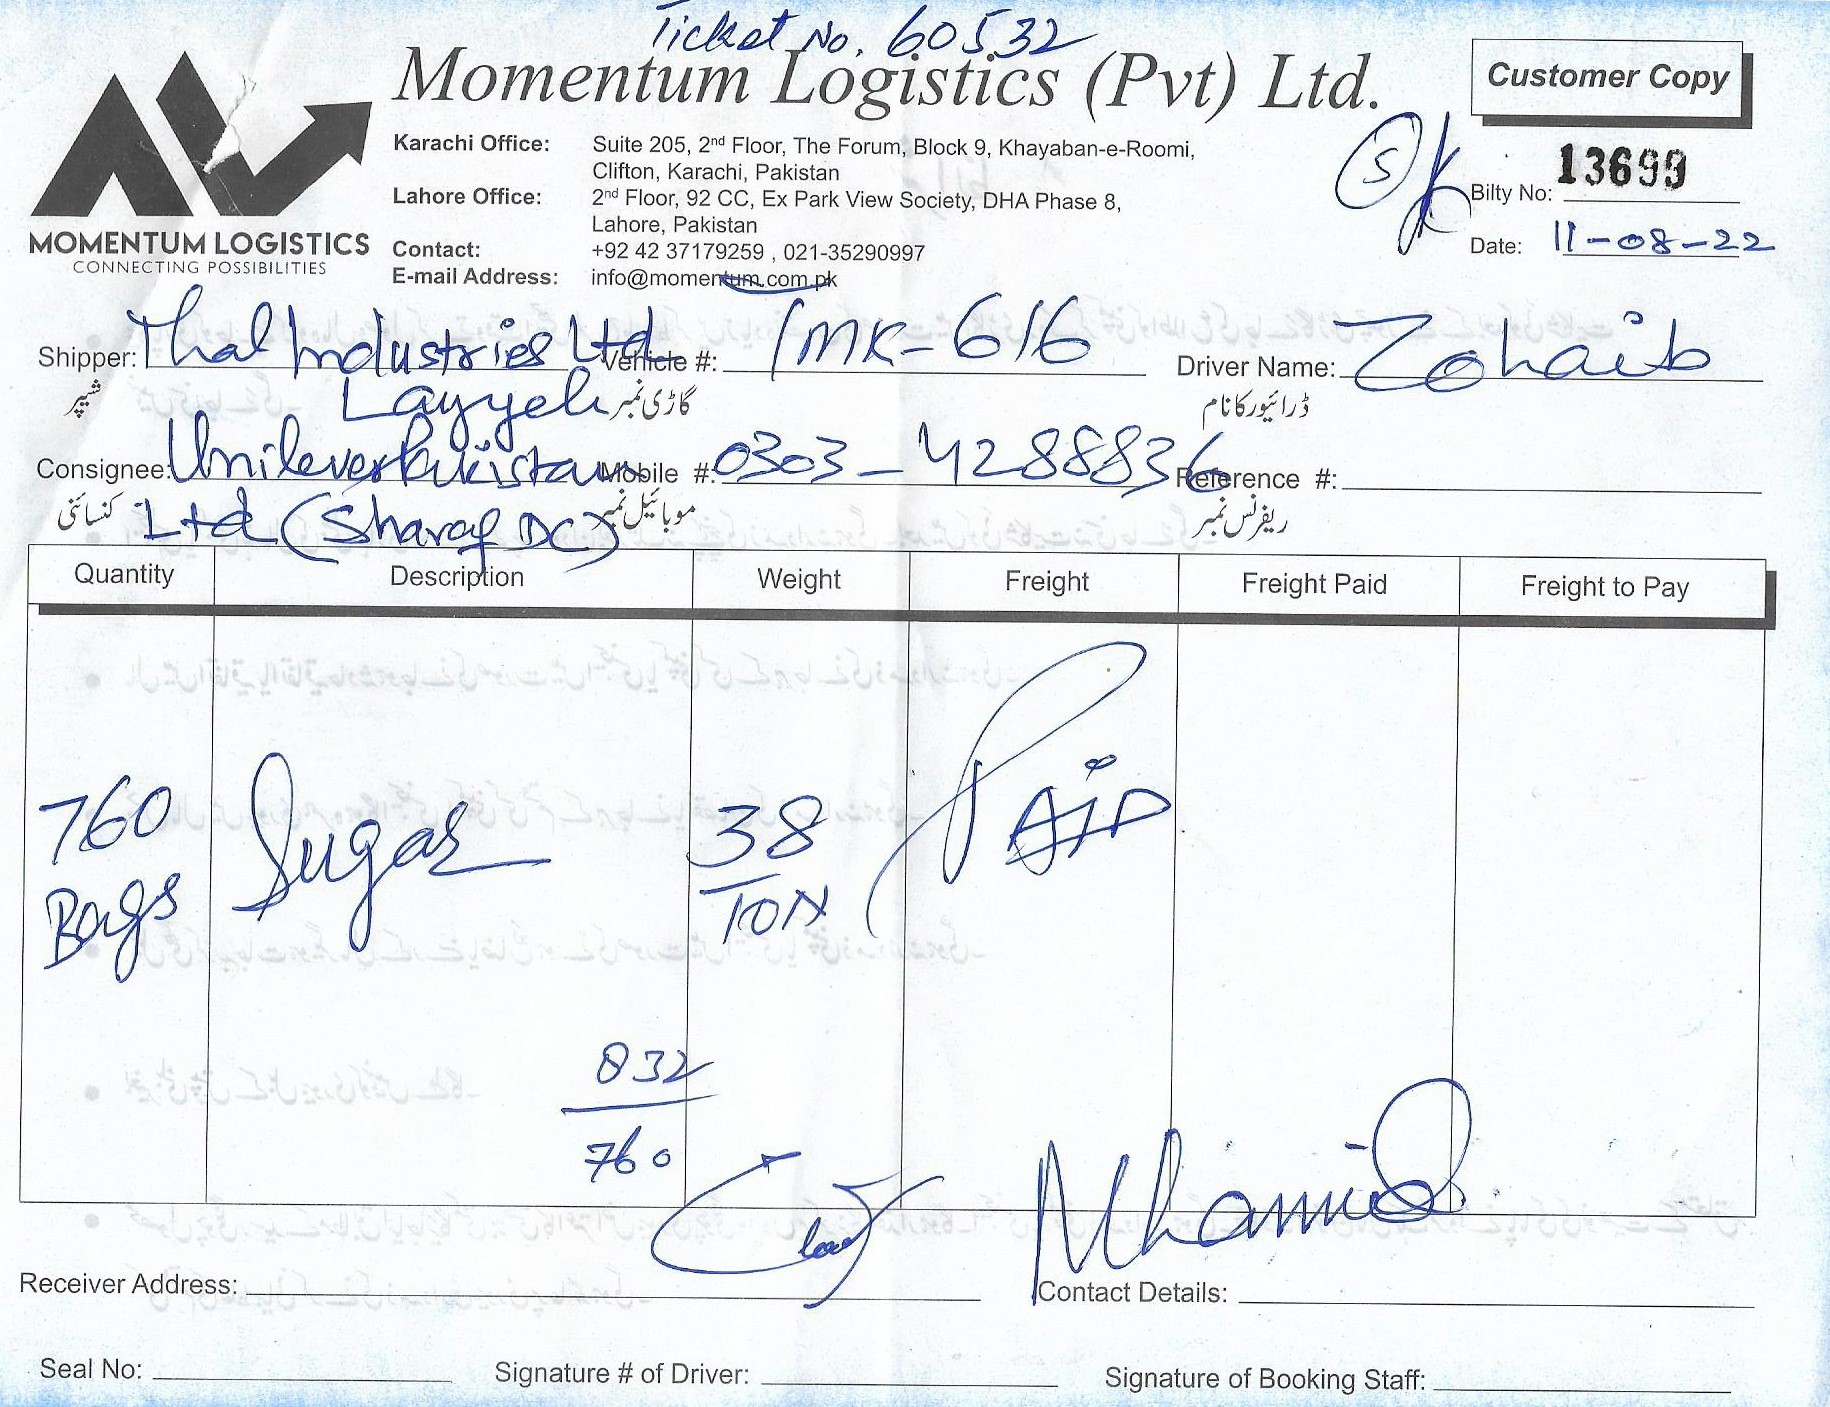 Ticket No. 60532
Momentum Logistics (Pvt) Ltd.
Customer Copy
MOMENTUM LOGISTICS
CONNECTING POSSIBILITIES
Karachi Office: Suite 205, 2nd Floor, The Forum, Block 9, Khayaban-e-Roomi,
Clifton, Karachi, Pakistan
Lahore Office: 2nd Floor, 92 CC, Ex Park View Society, DHA Phase 8,
Lahore, Pakistan
Contact: +92 42 37179259 , 021-35290997
E-mail Address: info@momentum.com.pk
S
Bilty No: 13699
Date: 11-08-22
Shipper: Thal Industries Ltd Vehicle #: TMK-616 Driver Name: Zohaib
شیپر Layyeh گاڑی نمبر ڈرائیور کا نام
Consignee: Unilever Pakistan Mobile #: 0303-4288836 Reference #:
کنسائنی Ltd (Sharaf DC) موبائیل نمبر ریفرنس نمبر
Quantity Description Weight Freight Freight Paid Freight to Pay
760 Sugar 38 PAID
Bags TON
832
760
Receiver Address: Contact Details:
Seal No: Signature # of Driver: Signature of Booking Staff: